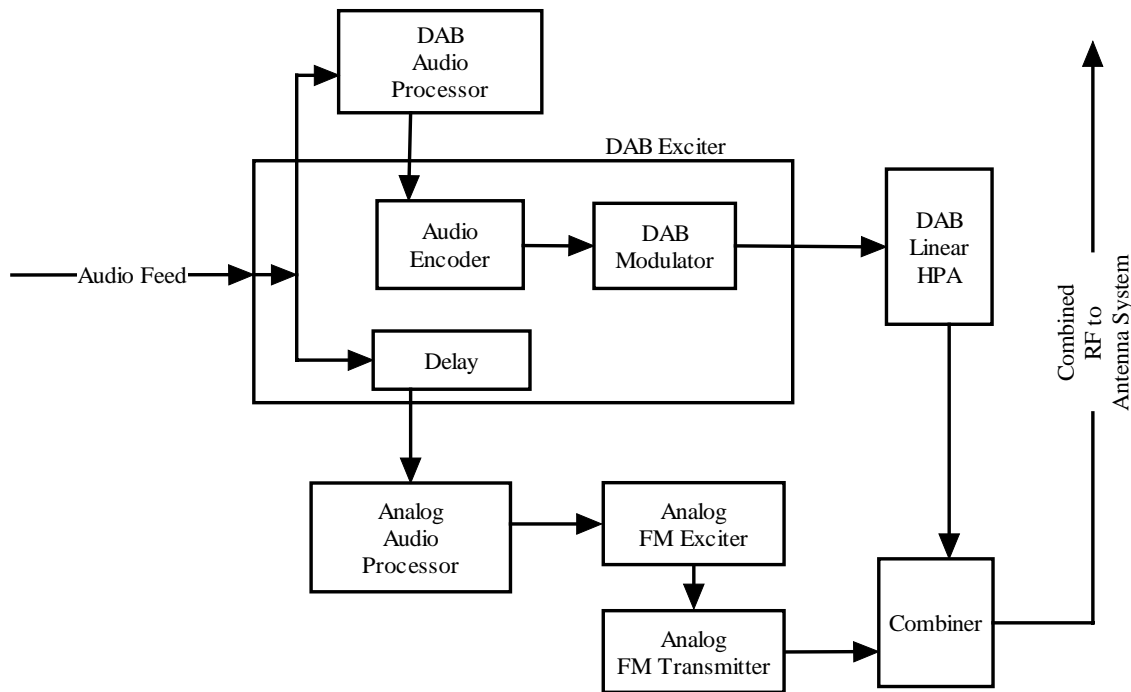 DAB
Audio
Processor
DAB Exciter
Audio
Encoder
DAB
Modulator
DAB
Linear
HPA
Audio Feed
Delay
Combined
RF to
Antenna System
Analog
Audio
Processor
Analog
FM Exciter
Analog
FM Transmitter
Combiner